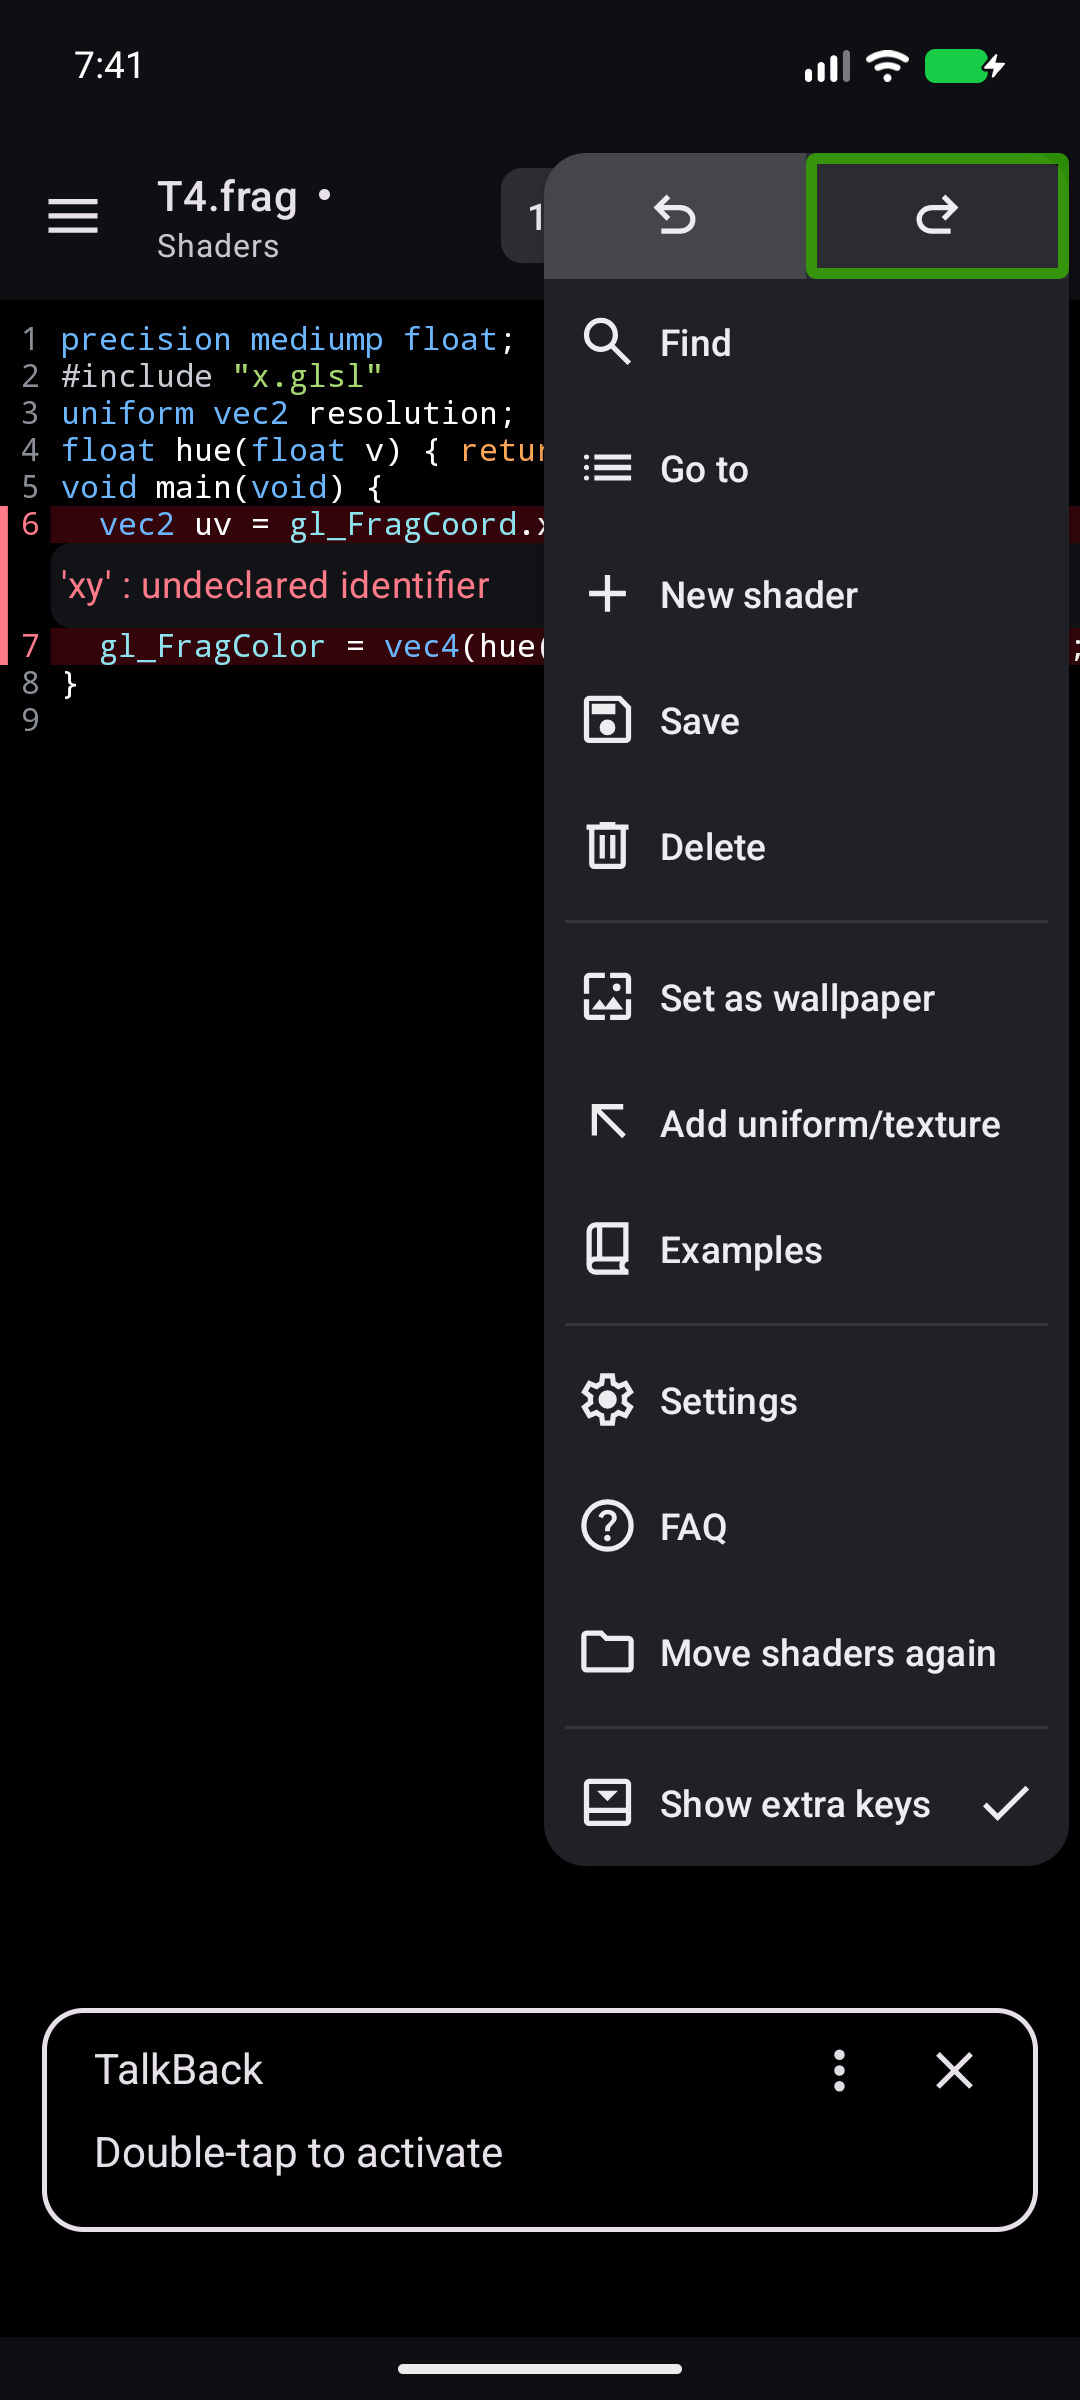 7:41
T4.frag •
Shaders
1
1 precision mediump float;
2 #include "x.glsl"
3 uniform vec2 resolution;
4 float hue(float v) { retur
5 void main(void) {
6 vec2 uv = gl_FragCoord.x
'xy' : undeclared identifier
7 gl_FragColor = vec4(hue( ;
8 }
9
Find
Go to
New shader
Save
Delete
Set as wallpaper
Add uniform/texture
Examples
Settings
FAQ
Move shaders again
Show extra keys
TalkBack
Double-tap to activate